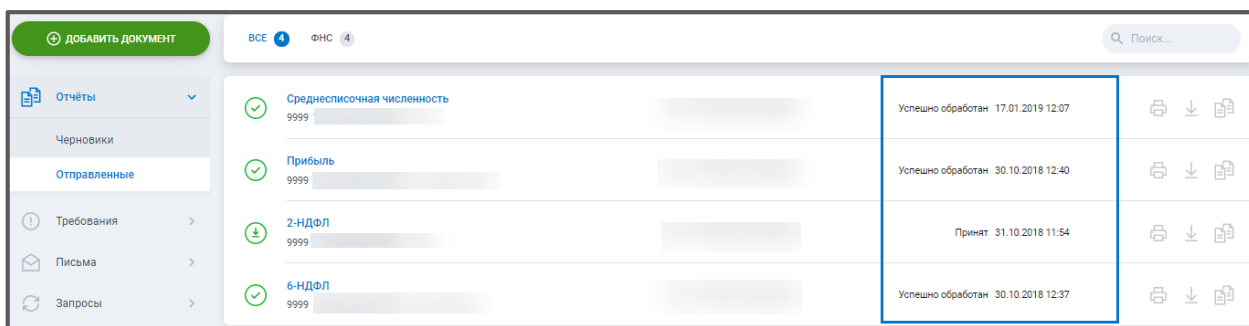 ДОБАВИТЬ ДОКУМЕНТ
ВСЕ 4 ФНС 4
Поиск...
Отчёты
Черновики
Отправленные
Требования
Письма
Запросы
Среднесписочная численность
9999
Успешно обработан 17.01.2019 12:07
Прибыль
9999
Успешно обработан 30.10.2018 12:40
2-НДФЛ
9999
Принят 31.10.2018 11:54
6-НДФЛ
9999
Успешно обработан 30.10.2018 12:37